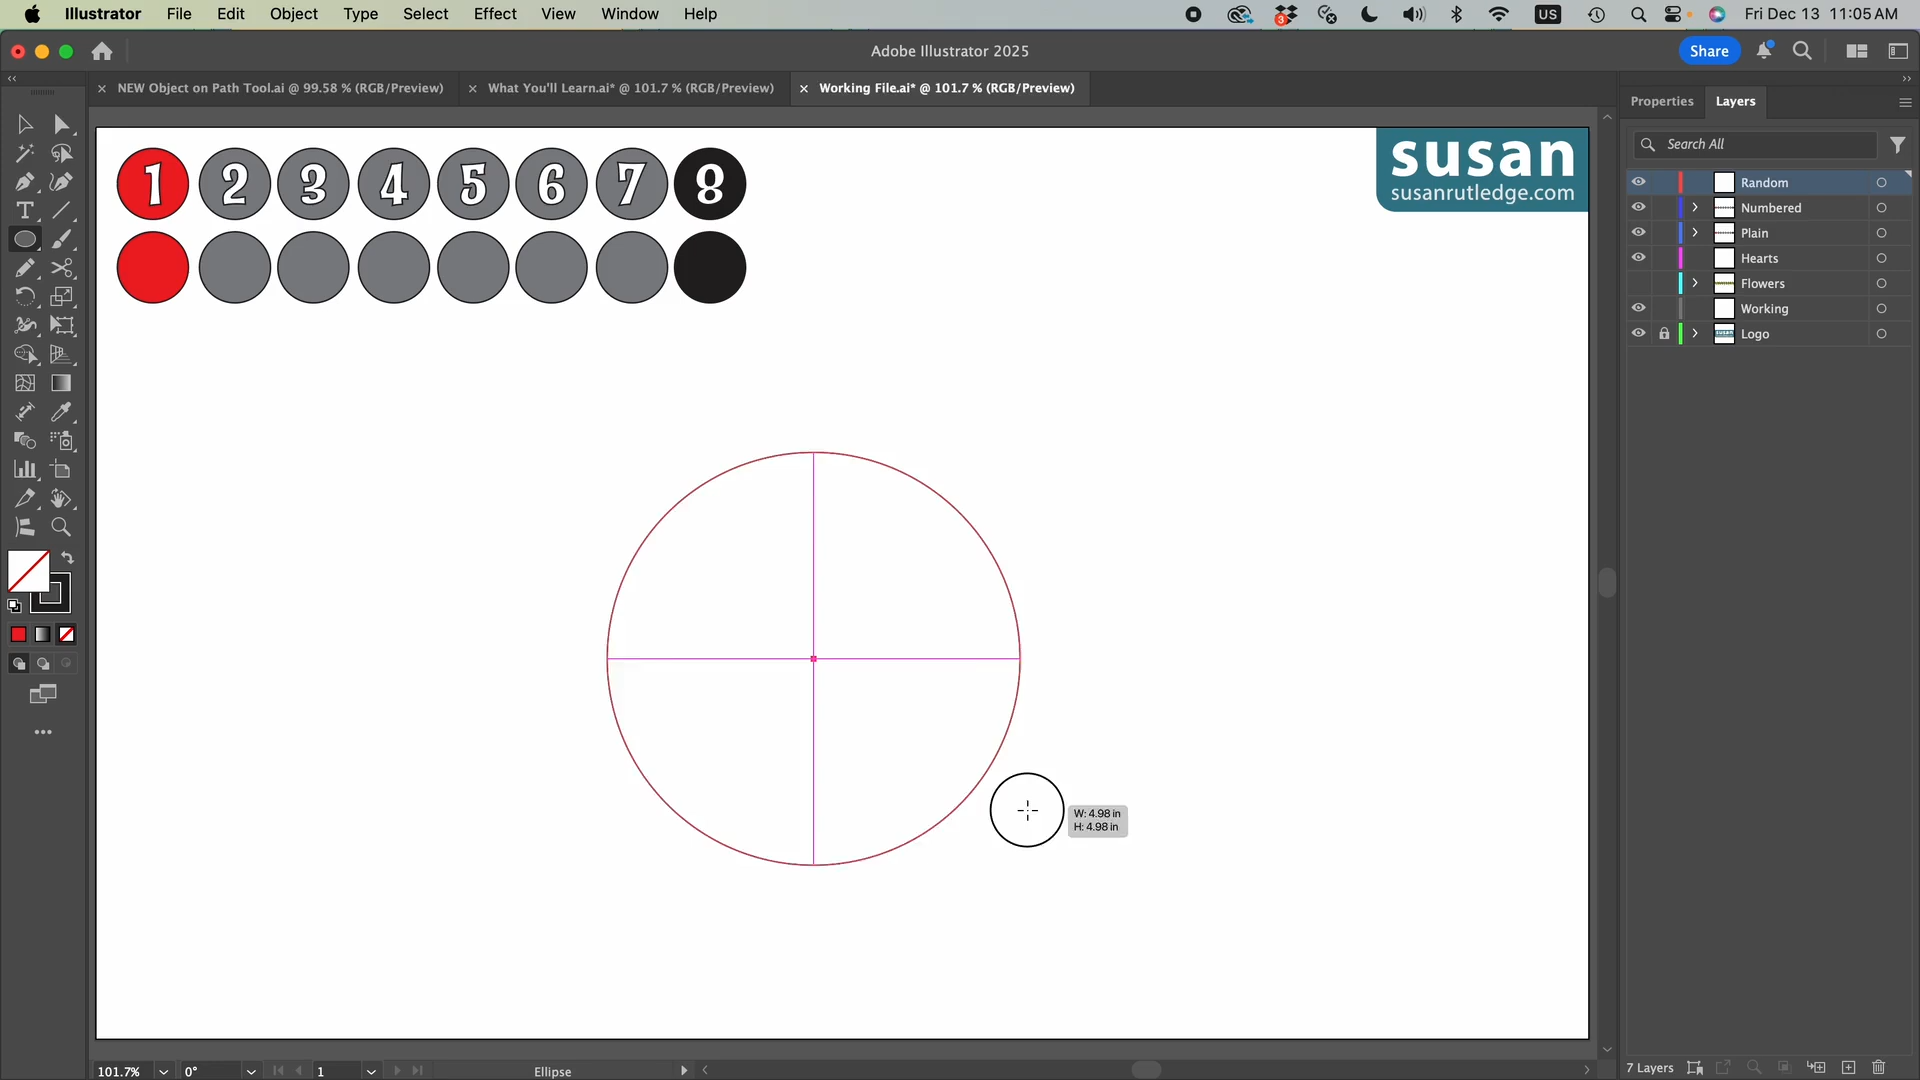 Illustrator File Edit Object Type Select Effect View Window Help
3 US Fri Dec 13 11:05 AM
Adobe Illustrator 2025
Share
NEW Object on Path Tool.ai @ 99.58 % (RGB/Preview)
What You'll Learn.ai* @ 101.7 % (RGB/Preview)
Working File.ai* @ 101.7 % (RGB/Preview)
Properties Layers
Search All
1 2 3 4 5 6 7 8
susan
susanrutledge.com
Random
Numbered
Plain
Hearts
Flowers
Working
Logo
W: 4.98 in
H: 4.98 in
101.7% 0° 1 Ellipse
7 Layers